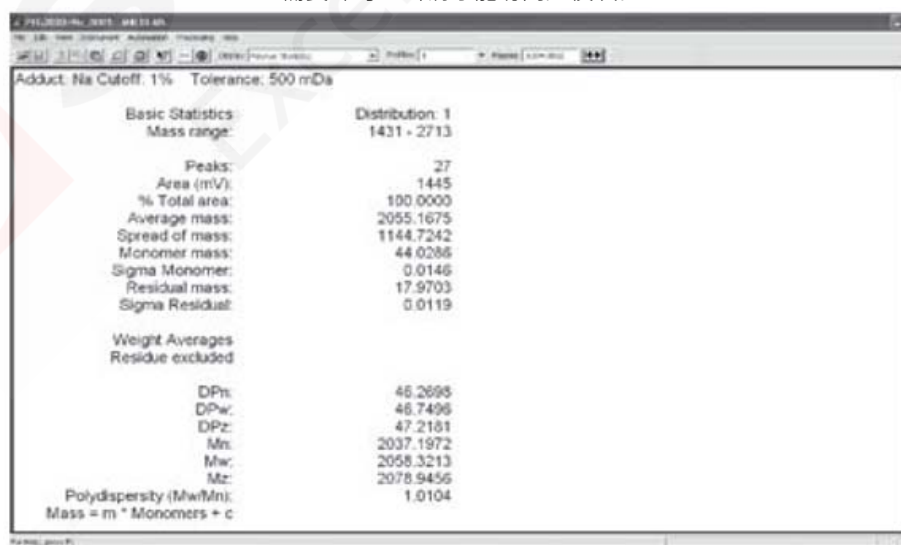 Adduct: Na Cutoff: 1% Tolerance: 500 mDa
Basic Statistics Distribution: 1
Mass range: 1431 - 2713
Peaks: 27
Area (mV): 1445
% Total area: 100.0000
Average mass: 2055.1675
Spread of mass: 1144.7242
Monomer mass: 44.0286
Sigma Monomer: 0.0146
Residual mass: 17.9703
Sigma Residual: 0.0119
Weight Averages
Residue excluded
DPn: 46.2698
DPw: 46.7496
DPz: 47.2181
Mn: 2037.1972
Mw: 2058.3213
Mz: 2078.9456
Polydispersity (Mw/Mn): 1.0104
Mass = m * Monomers + c